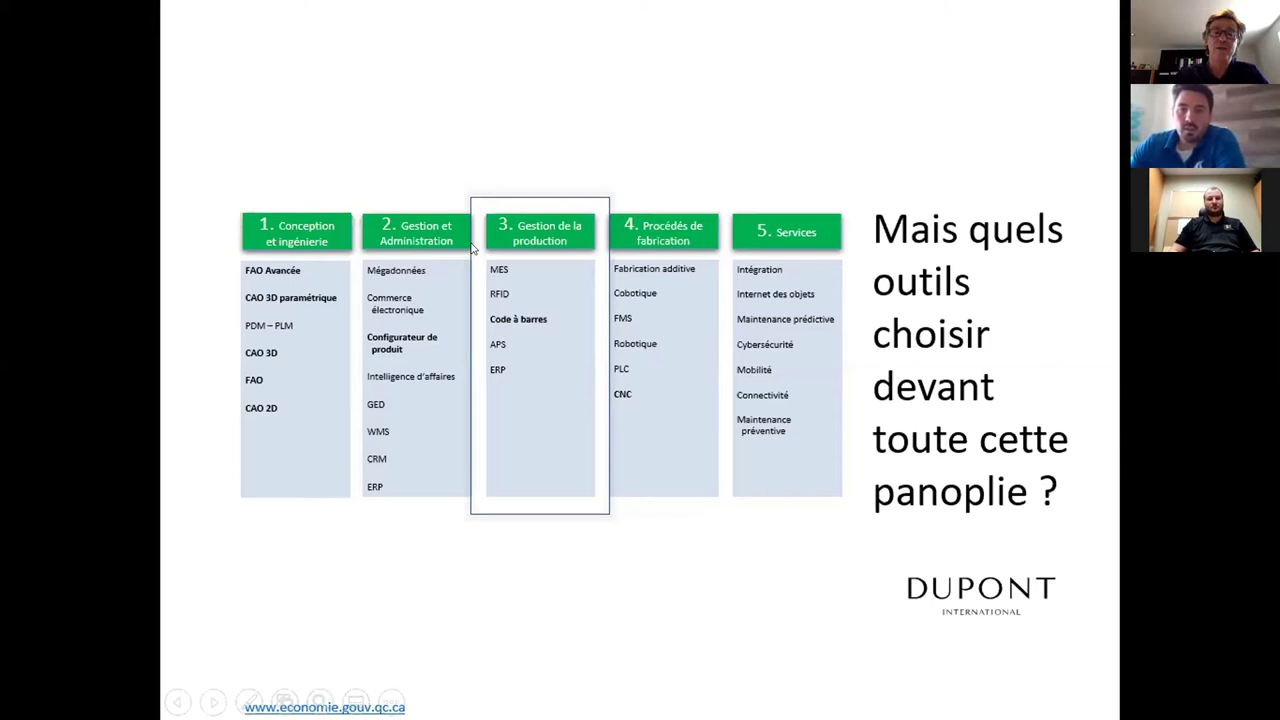 1. Conception
et ingénierie
FAO Avancée
CAO 3D paramétrique
PDM – PLM
CAO 3D
FAO
CAO 2D
2. Gestion et
Administration
Mégadonnées
Commerce
électronique
Configurateur de
produit
Intelligence d'affaires
GED
WMS
CRM
ERP
3. Gestion de la
production
MES
RFID
Code à barres
APS
ERP
4. Procédés de
fabrication
Fabrication additive
Cobotique
FMS
Robotique
PLC
CNC
5. Services
Intégration
Internet des objets
Maintenance prédictive
Cybersécurité
Mobilité
Connectivité
Maintenance
préventive
Mais quels
outils
choisir
devant
toute cette
panoplie ?
DUPONT
INTERNATIONAL
www.economie.gouv.qc.ca